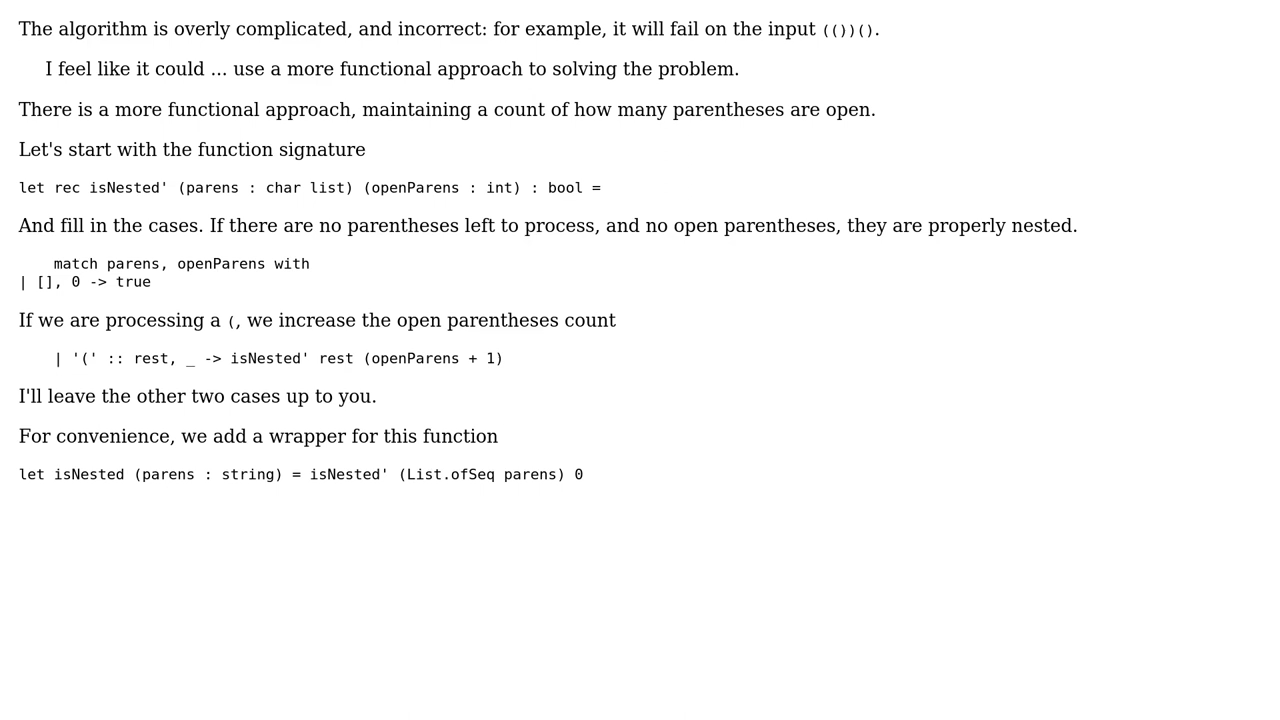 The algorithm is overly complicated, and incorrect: for example, it will fail on the input (())().
I feel like it could ... use a more functional approach to solving the problem.
There is a more functional approach, maintaining a count of how many parentheses are open.
Let's start with the function signature
let rec isNested' (parens : char list) (openParens : int) : bool =
And fill in the cases. If there are no parentheses left to process, and no open parentheses, they are properly nested.
    match parens, openParens with
| [], 0 -> true
If we are processing a (, we increase the open parentheses count
    | '(' :: rest, _ -> isNested' rest (openParens + 1)
I'll leave the other two cases up to you.
For convenience, we add a wrapper for this function
let isNested (parens : string) = isNested' (List.ofSeq parens) 0